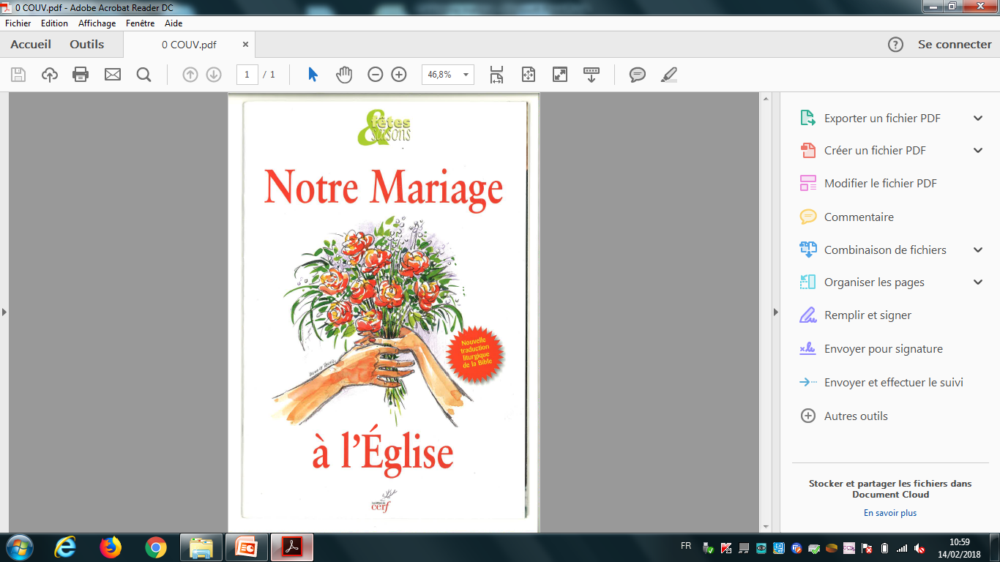 0 COUV.pdf - Adobe Acrobat Reader DC
Fichier Edition Affichage Fenêtre Aide
Accueil Outils 0 COUV.pdf × ? Se connecter
1 / 1 46,8%
fêtes
& saisons
Notre Mariage
Nouvelle
traduction
liturgique
de la Bible
à l'Église
cerf
Exporter un fichier PDF
Créer un fichier PDF
Modifier le fichier PDF
Commentaire
Combinaison de fichiers
Organiser les pages
Remplir et signer
Envoyer pour signature
Envoyer et effectuer le suivi
Autres outils
Stocker et partager les fichiers dans
Document Cloud
En savoir plus
FR
10:59
14/02/2018